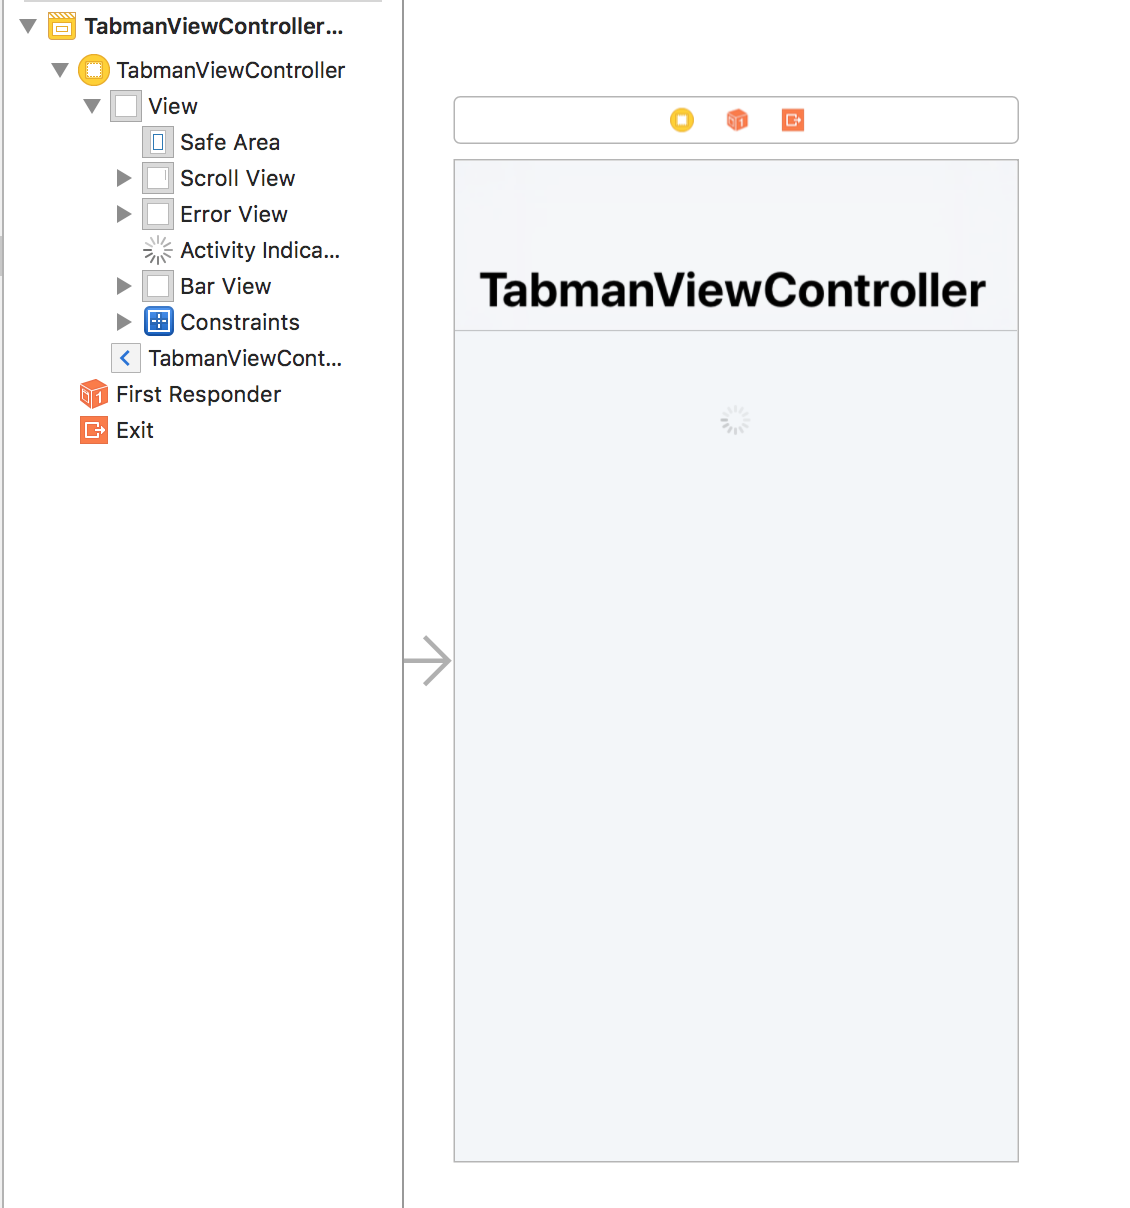 TabmanViewController...
TabmanViewController
View
Safe Area
Scroll View
Error View
Activity Indica...
Bar View
Constraints
TabmanViewCont...
First Responder
Exit
TabmanViewController